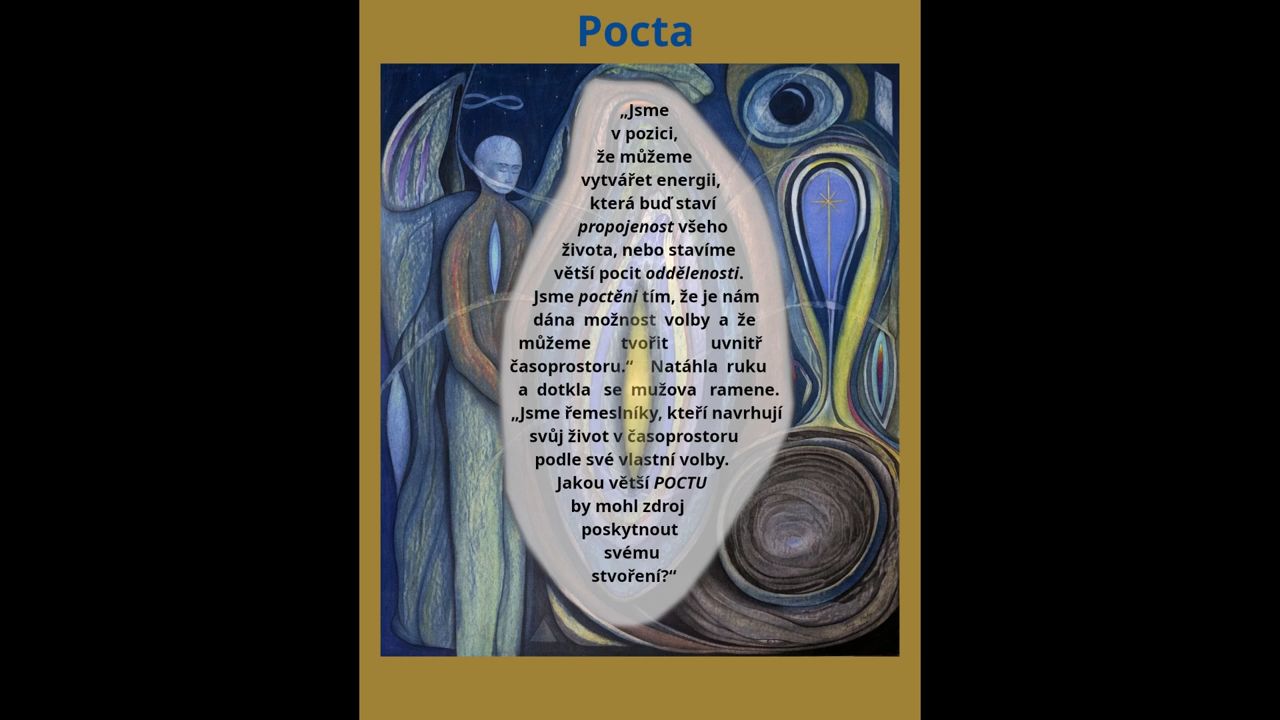 Pocta
„Jsme
v pozici,
že můžeme
vytvářet energii,
která buď staví
propojenost všeho
života, nebo stavíme
větší pocit oddělenosti.
Jsme poctěni tím, že je nám
dána možnost volby a že
můžeme tvořit uvnitř
časoprostoru.“ Natáhla ruku
a dotkla se mužova ramene.
„Jsme řemeslníky, kteří navrhují
svůj život v časoprostoru
podle své vlastní volby.
Jakou větší POCTU
by mohl zdroj
poskytnout
svému
stvoření?“